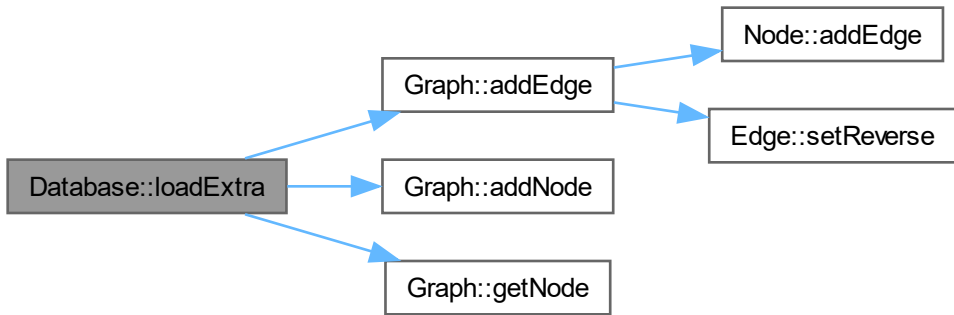 Database::loadExtra
Graph::addEdge
Node::addEdge
Edge::setReverse
Graph::addNode
Graph::getNode